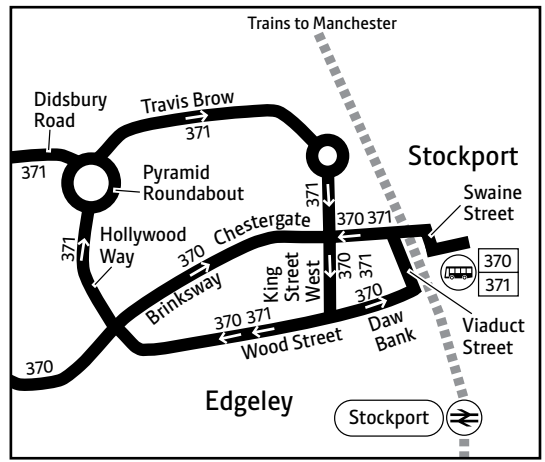 Trains to Manchester
Didsbury
Road
Travis Brow
371
371
Pyramid
Roundabout
Stockport
Swaine
Street
371
370 371
Hollywood
Way
371
370
Chestergate
Brinksway
King
Street
West
370
371
370
371
370
370 371
Wood Street
Daw
Bank
Viaduct
Street
370
Edgeley
Stockport